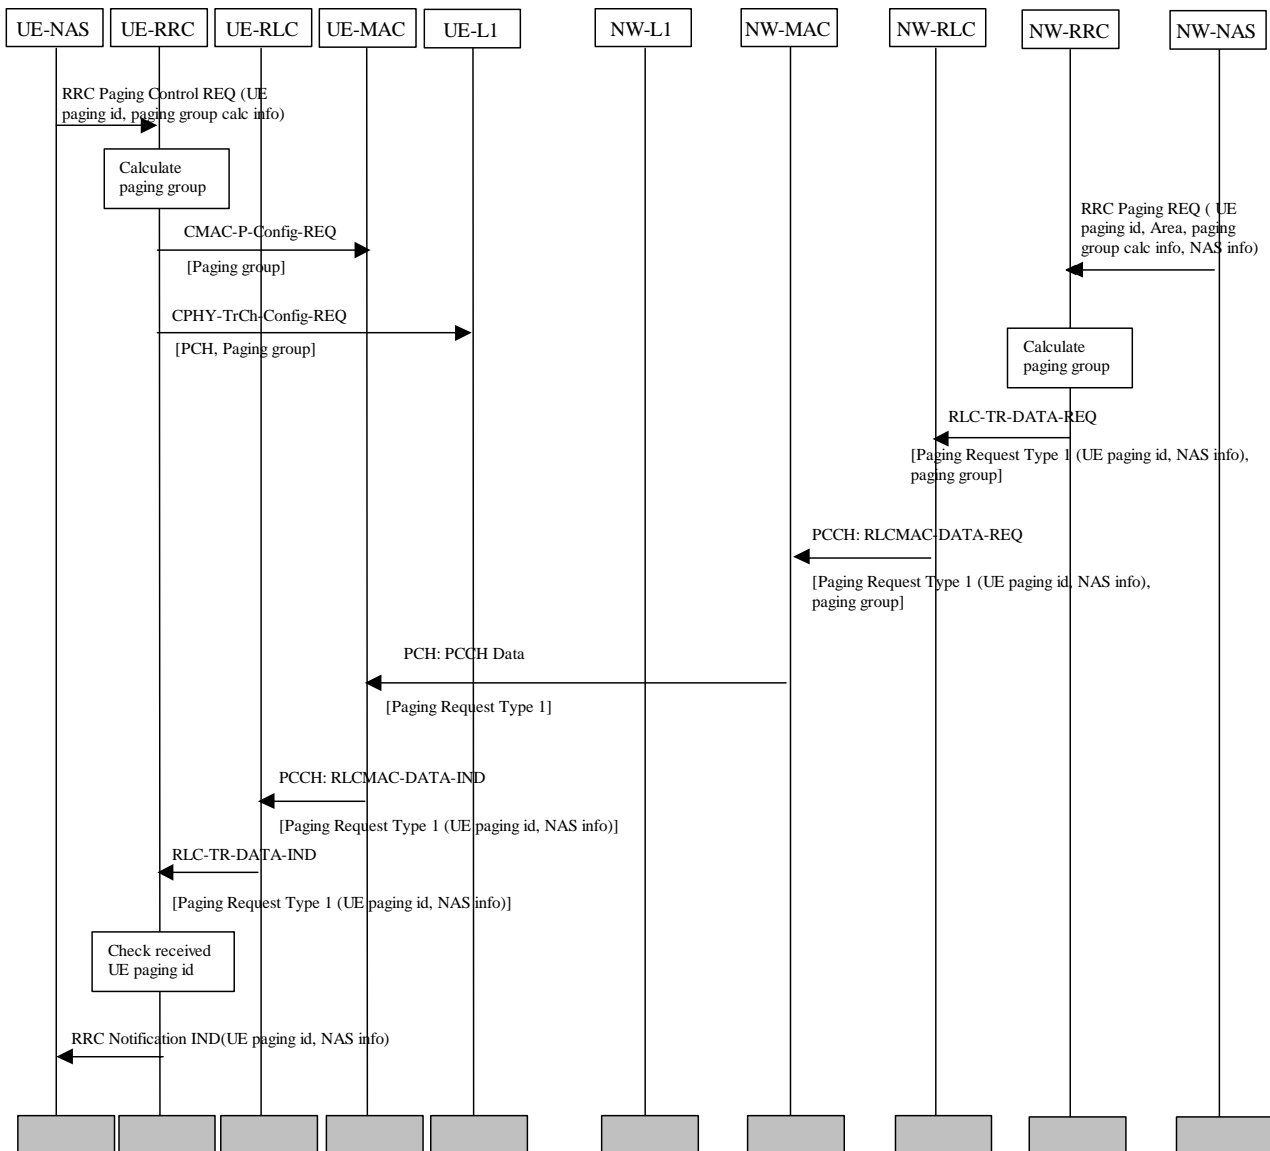 UE-NAS UE-RRC UE-RLC UE-MAC UE-L1 NW-L1 NW-MAC NW-RLC NW-RRC NW-NAS
RRC Paging Control REQ (UE
paging id, paging group calc info)
Calculate
paging group
RRC Paging REQ ( UE
paging id, Area, paging
group calc info, NAS info)
CMAC-P-Config-REQ
[Paging group]
CPHY-TrCh-Config-REQ
[PCH, Paging group]
Calculate
paging group
RLC-TR-DATA-REQ
[Paging Request Type 1 (UE paging id, NAS info),
paging group]
PCCH: RLCMAC-DATA-REQ
[Paging Request Type 1 (UE paging id, NAS info),
paging group]
PCH: PCCH Data
[Paging Request Type 1]
PCCH: RLCMAC-DATA-IND
[Paging Request Type 1 (UE paging id, NAS info)]
RLC-TR-DATA-IND
[Paging Request Type 1 (UE paging id, NAS info)]
Check received
UE paging id
RRC Notification IND(UE paging id, NAS info)